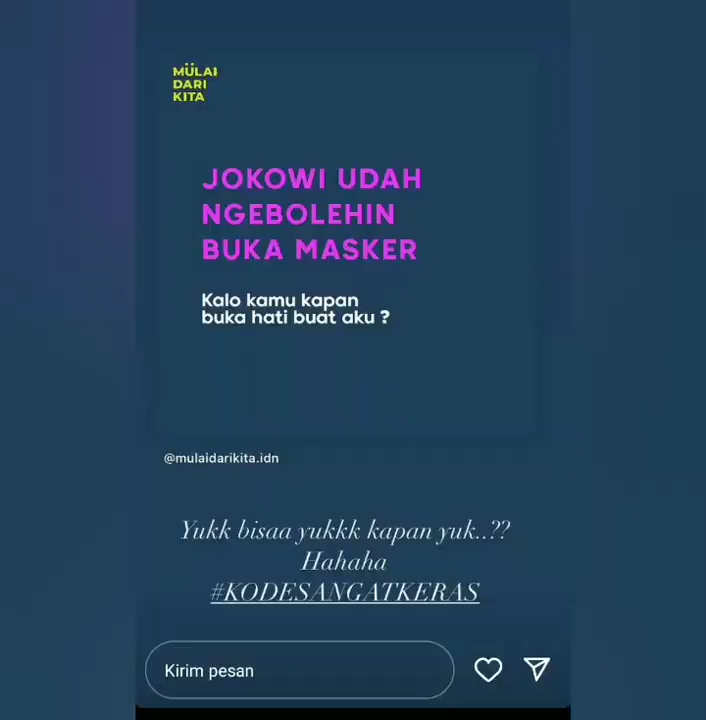 MULAI
DARI
KITA
JOKOWI UDAH
NGEBOLEHIN
BUKA MASKER
Kalo kamu kapan
buka hati buat aku ?
@mulaidarikita.idn
Yukk bisaa yukkk kapan yuk..??
Hahaha
#KODESANGATKERAS
Kirim pesan